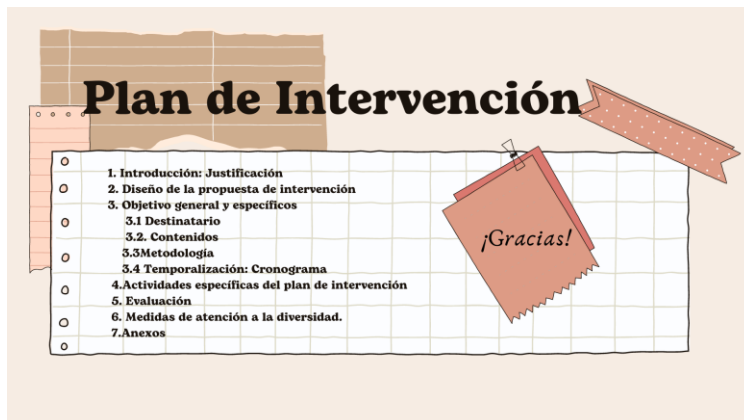 Plan de Intervención
1. Introducción: Justificación
2. Diseño de la propuesta de intervención
3. Objetivo general y específicos
3.1 Destinatario
3.2. Contenidos
3.3Metodología
3.4 Temporalización: Cronograma
4.Actividades específicas del plan de intervención
5. Evaluación
6. Medidas de atención a la diversidad.
7.Anexos
¡Gracias!